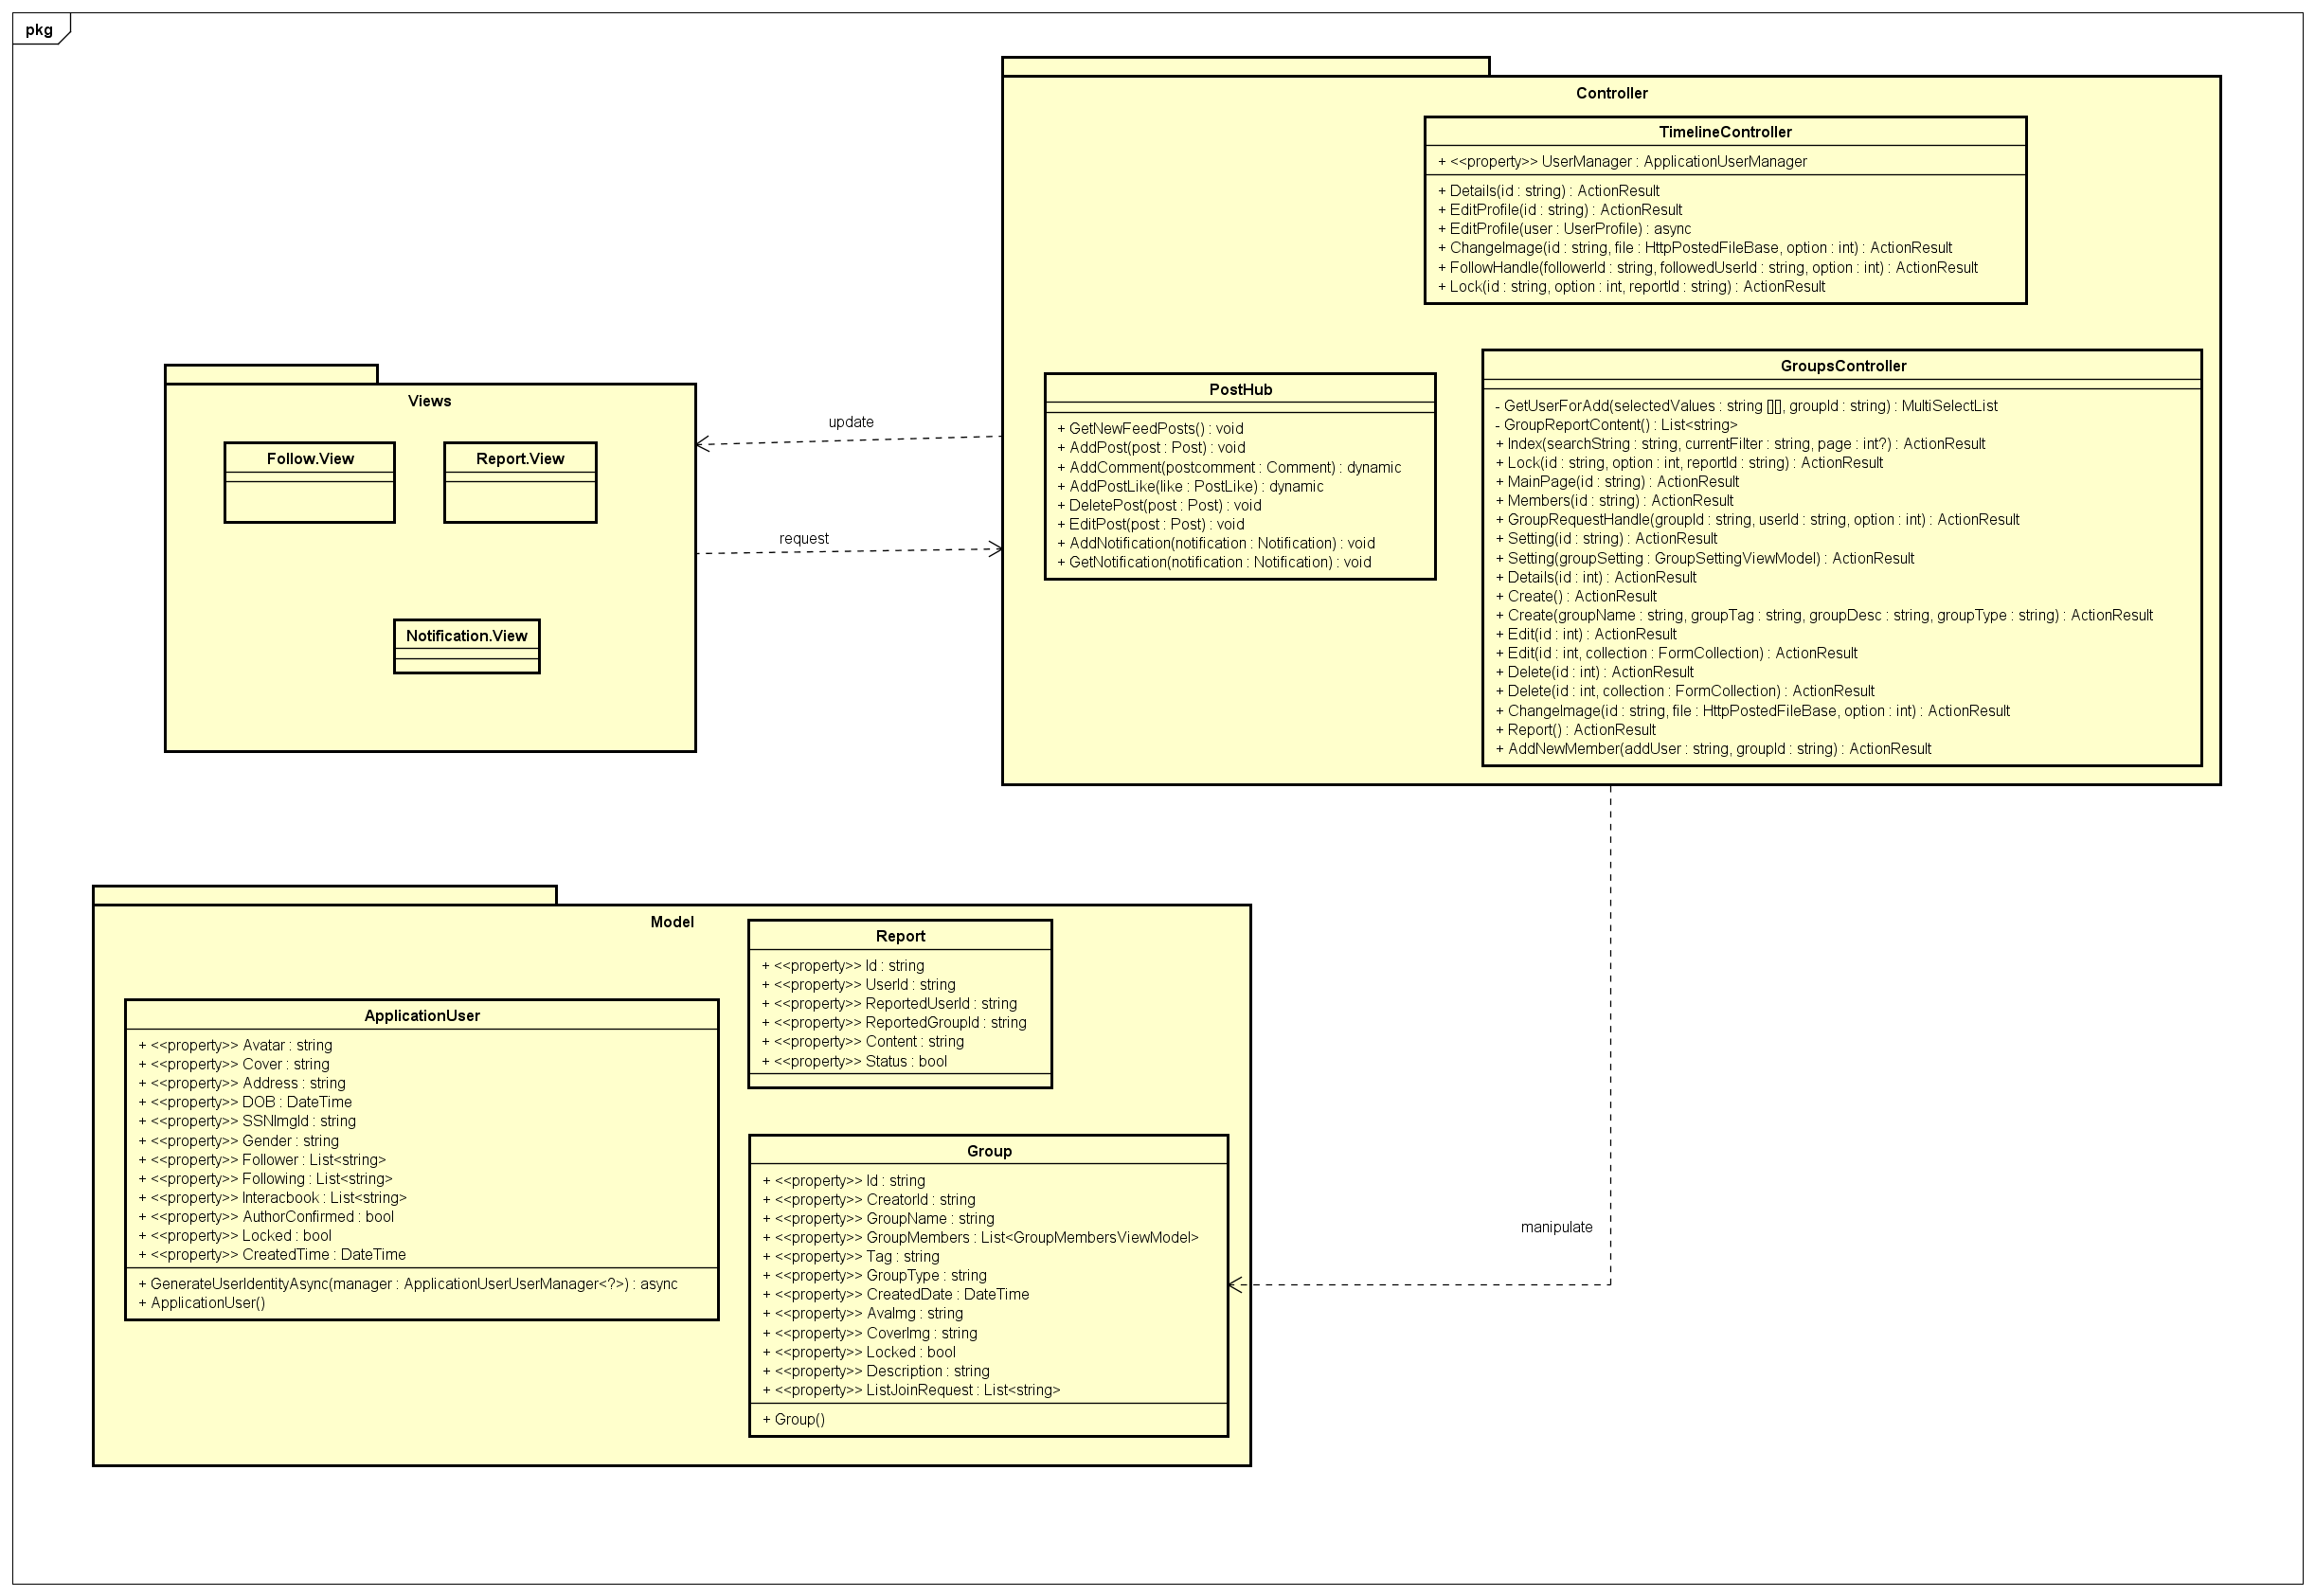 pkg
Controller
TimelineController
+ <<property>> UserManager : ApplicationUserManager
+ Details(id : string) : ActionResult
+ EditProfile(id : string) : ActionResult
+ EditProfile(user : UserProfile) : async
+ ChangeImage(id : string, file : HttpPostedFileBase, option : int) : ActionResult
+ FollowHandle(followerId : string, followedUserId : string, option : int) : ActionResult
+ Lock(id : string, option : int, reportId : string) : ActionResult
PostHub
+ GetNewFeedPosts() : void
+ AddPost(post : Post) : void
+ AddComment(postcomment : Comment) : dynamic
+ AddPostLike(like : PostLike) : dynamic
+ DeletePost(post : Post) : void
+ EditPost(post : Post) : void
+ AddNotification(notification : Notification) : void
+ GetNotification(notification : Notification) : void
GroupsController
- GetUserForAdd(selectedValues : string [][], groupId : string) : MultiSelectList
- GroupReportContent() : List<string>
+ Index(searchString : string, currentFilter : string, page : int?) : ActionResult
+ Lock(id : string, option : int, reportId : string) : ActionResult
+ MainPage(id : string) : ActionResult
+ Members(id : string) : ActionResult
+ GroupRequestHandle(groupId : string, userId : string, option : int) : ActionResult
+ Setting(id : string) : ActionResult
+ Setting(groupSetting : GroupSettingViewModel) : ActionResult
+ Details(id : int) : ActionResult
+ Create() : ActionResult
+ Create(groupName : string, groupTag : string, groupDesc : string, groupType : string) : ActionResult
+ Edit(id : int) : ActionResult
+ Edit(id : int, collection : FormCollection) : ActionResult
+ Delete(id : int) : ActionResult
+ Delete(id : int, collection : FormCollection) : ActionResult
+ ChangeImage(id : string, file : HttpPostedFileBase, option : int) : ActionResult
+ Report() : ActionResult
+ AddNewMember(addUser : string, groupId : string) : ActionResult
Views
Follow.View
Report.View
Notification.View
update
request
manipulate
Model
Report
+ <<property>> Id : string
+ <<property>> UserId : string
+ <<property>> ReportedUserId : string
+ <<property>> ReportedGroupId : string
+ <<property>> Content : string
+ <<property>> Status : bool
ApplicationUser
+ <<property>> Avatar : string
+ <<property>> Cover : string
+ <<property>> Address : string
+ <<property>> DOB : DateTime
+ <<property>> SSNImgId : string
+ <<property>> Gender : string
+ <<property>> Follower : List<string>
+ <<property>> Following : List<string>
+ <<property>> Interacbook : List<string>
+ <<property>> AuthorConfirmed : bool
+ <<property>> Locked : bool
+ <<property>> CreatedTime : DateTime
+ GenerateUserIdentityAsync(manager : ApplicationUserUserManager<?>) : async
+ ApplicationUser()
Group
+ <<property>> Id : string
+ <<property>> CreatorId : string
+ <<property>> GroupName : string
+ <<property>> GroupMembers : List<GroupMembersViewModel>
+ <<property>> Tag : string
+ <<property>> GroupType : string
+ <<property>> CreatedDate : DateTime
+ <<property>> AvaImg : string
+ <<property>> CoverImg : string
+ <<property>> Locked : bool
+ <<property>> Description : string
+ <<property>> ListJoinRequest : List<string>
+ Group()